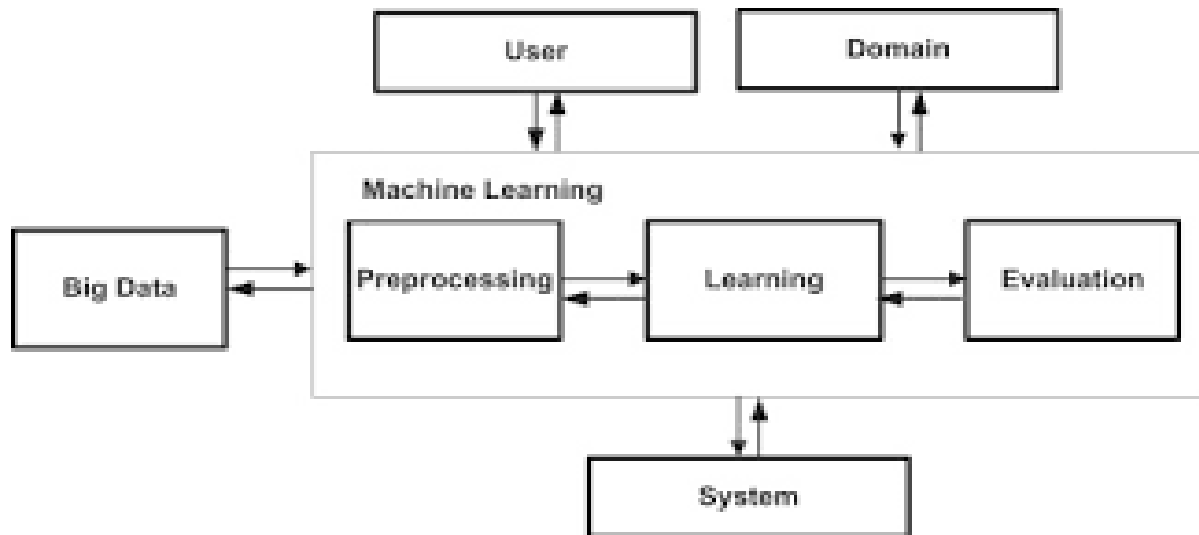 User
Domain
Machine Learning
Big Data
Preprocessing
Learning
Evaluation
System